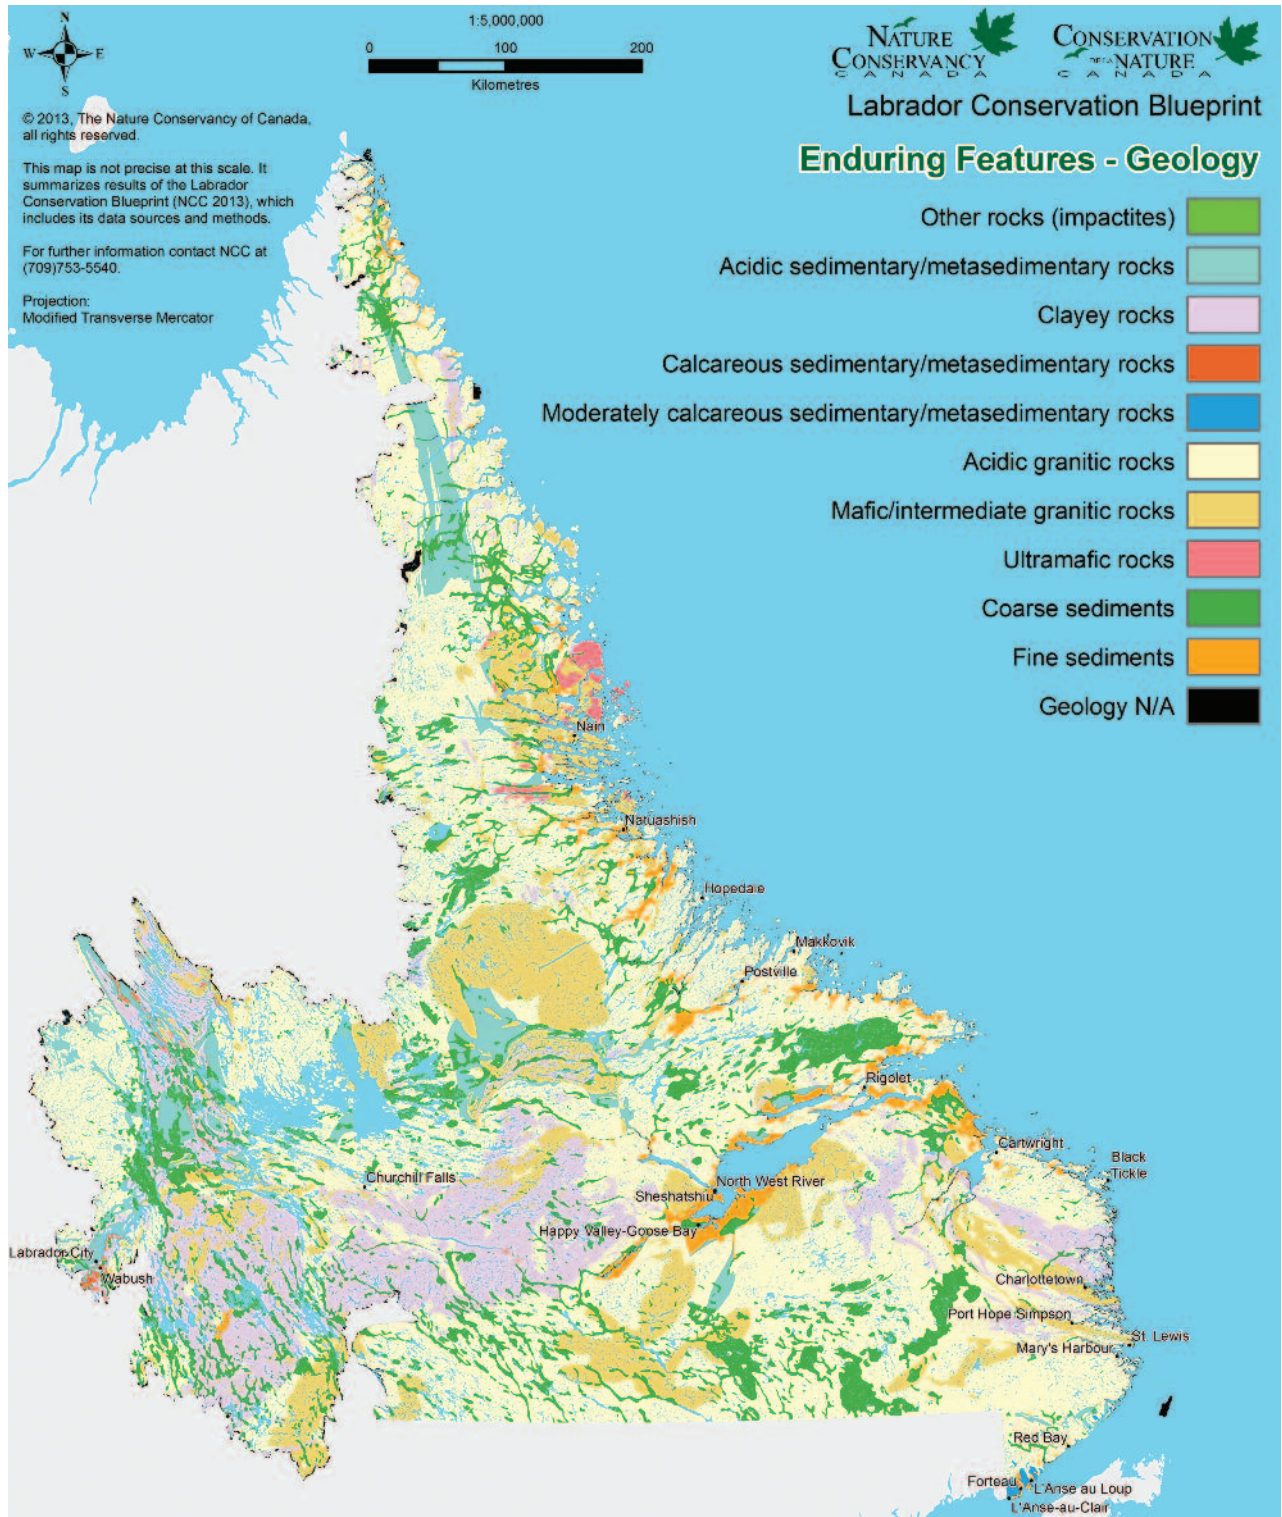 N
W E
S
1:5,000,000
0 100 200
Kilometres
NATURE
CONSERVANCY
CANADA
CONSERVATION
DE LA NATURE
CANADA
Labrador Conservation Blueprint
© 2013, The Nature Conservancy of Canada,
all rights reserved.
This map is not precise at this scale. It
summarizes results of the Labrador
Conservation Blueprint (NCC 2013), which
includes its data sources and methods.
For further information contact NCC at
(709)753-5540.
Projection:
Modified Transverse Mercator
Enduring Features - Geology
Other rocks (impactites)
Acidic sedimentary/metasedimentary rocks
Clayey rocks
Calcareous sedimentary/metasedimentary rocks
Moderately calcareous sedimentary/metasedimentary rocks
Acidic granitic rocks
Mafic/intermediate granitic rocks
Ultramafic rocks
Coarse sediments
Fine sediments
Geology N/A
Nain
Natuashish
Hopedale
Makkovik
Postville
Rigolet
Cartwright
Black
Tickle
Churchill Falls
North West River
Sheshatshiu
Happy Valley-Goose Bay
Labrador City
Wabush
Charlottetown
Port Hope Simpson
St. Lewis
Mary's Harbour
Red Bay
Forteau
L'Anse au Loup
L'Anse-au-Clair